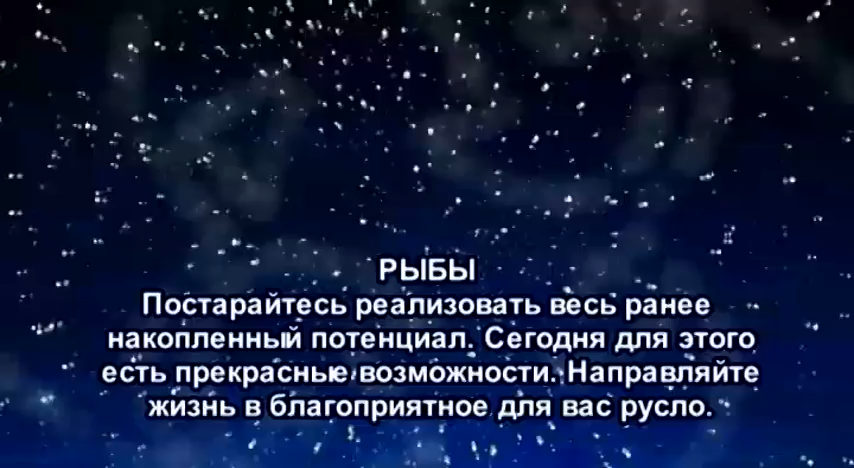 РЫБЫ
Постарайтесь реализовать весь ранее
накопленный потенциал. Сегодня для этого
есть прекрасные возможности. Направляйте
жизнь в благоприятное для вас русло.